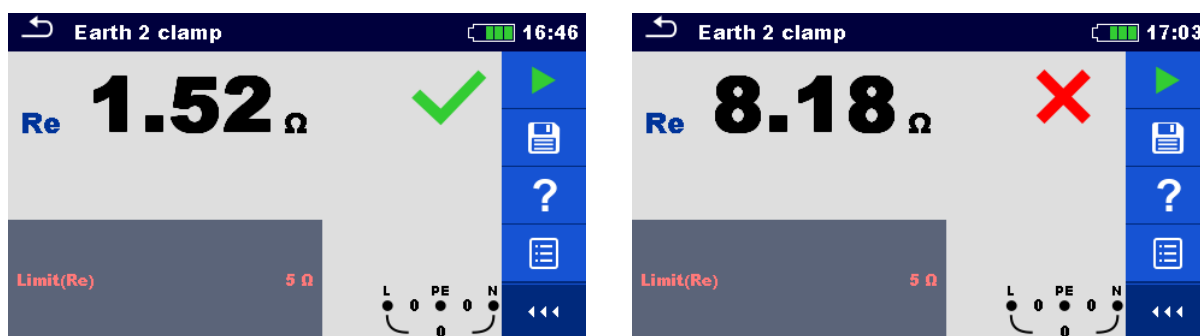 Earth 2 clamp 16:46
Re 1.52 Ω
?
Limit(Re) 5 Ω
L PE N
0 0
0
Earth 2 clamp 17:03
Re 8.18 Ω
?
Limit(Re) 5 Ω
L PE N
0 0
0